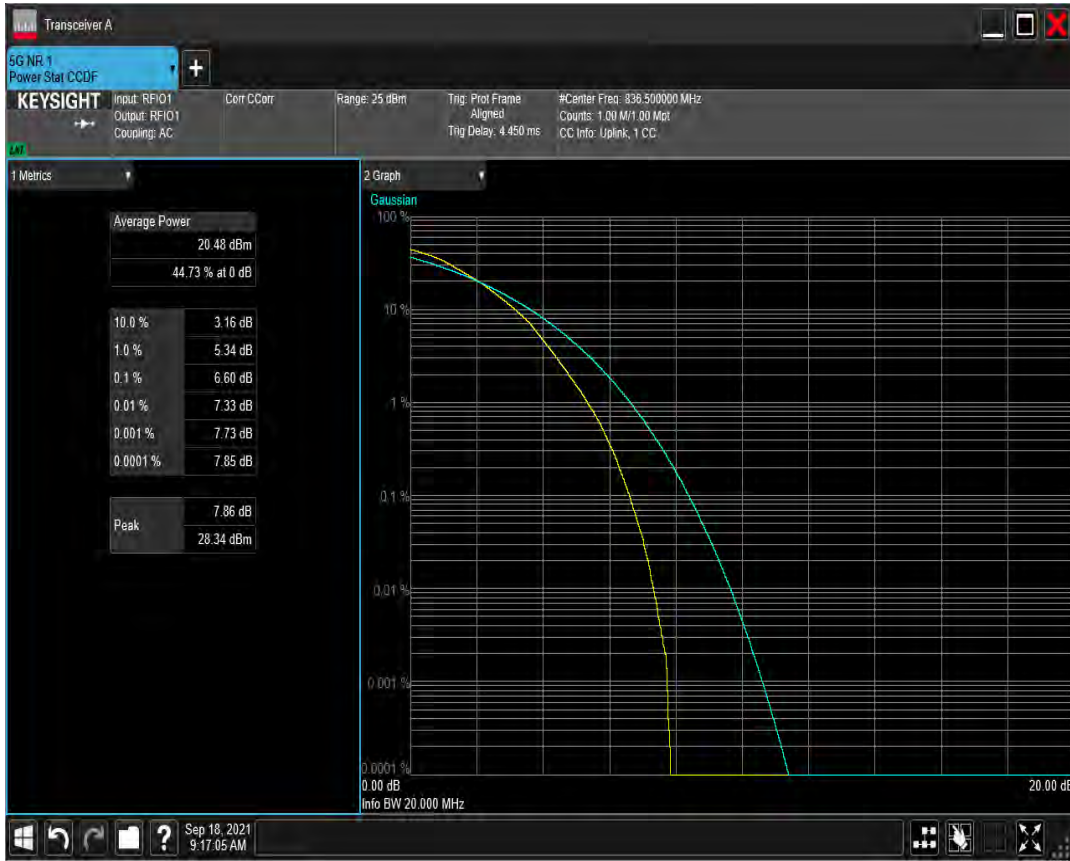 Transceiver A
5G NR 1
Power Stat CCDF
+
KEYSIGHT
Input: RFIO1
Output: RFIO1
Coupling: AC
Corr CCorr
Range: 25 dBm
Trig: Prot Frame
Aligned
Trig Delay: 4.450 ms
#Center Freq: 836.500000 MHz
Counts: 1.00 M/1.00 Mpt
CC Info: Uplink, 1 CC
1 Metrics
Average Power
20.48 dBm
44.73 % at 0 dB
10.0 % 3.16 dB
1.0 % 5.34 dB
0.1 % 6.60 dB
0.01 % 7.33 dB
0.001 % 7.73 dB
0.0001 % 7.85 dB
Peak
7.86 dB
28.34 dBm
2 Graph
Gaussian
100 %
10 %
1 %
0.1 %
0.01 %
0.001 %
0.0001 %
0.00 dB
20.00 dB
Info BW 20.000 MHz
?
Sep 18, 2021
9:17:05 AM